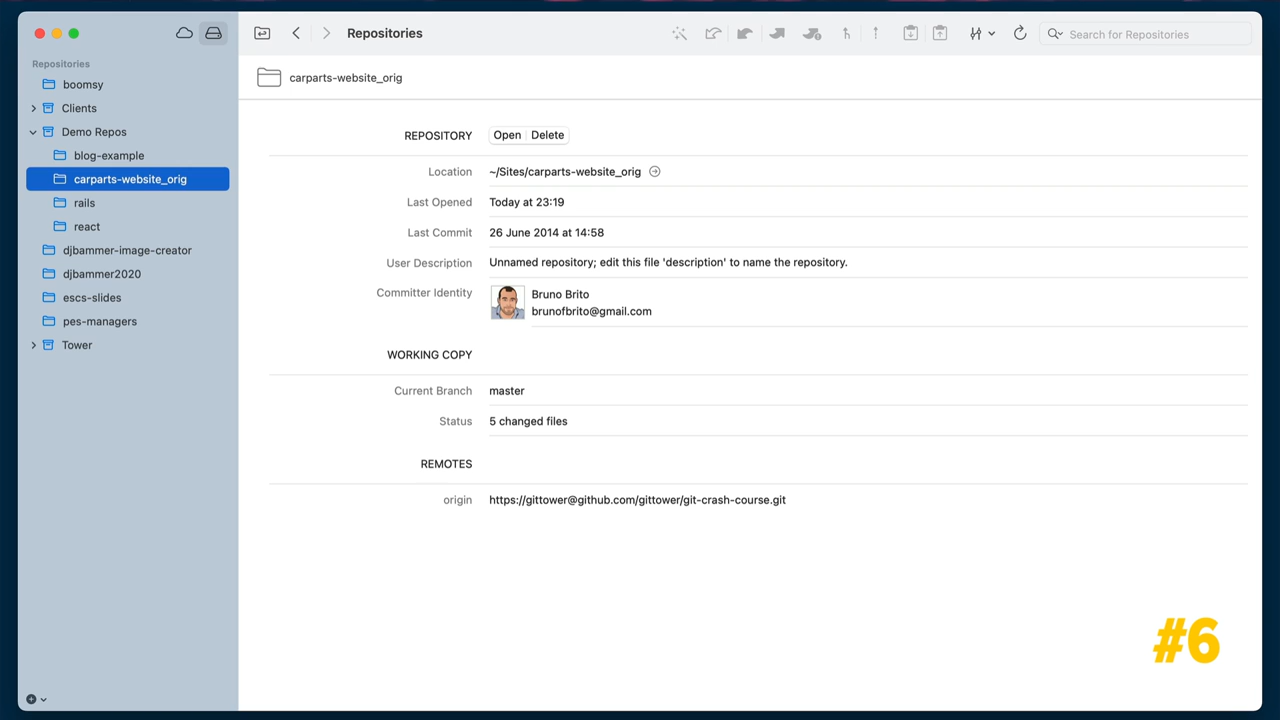 Repositories
Search for Repositories
Repositories
boomsy
Clients
Demo Repos
blog-example
carparts-website_orig
rails
react
djbammer-image-creator
djbammer2020
escs-slides
pes-managers
Tower
carparts-website_orig
REPOSITORY Open Delete
Location ~/Sites/carparts-website_orig
Last Opened Today at 23:19
Last Commit 26 June 2014 at 14:58
User Description Unnamed repository; edit this file 'description' to name the repository.
Committer Identity Bruno Brito
brunofbrito@gmail.com
WORKING COPY
Current Branch master
Status 5 changed files
REMOTES
origin https://gittower@github.com/gittower/git-crash-course.git
#6